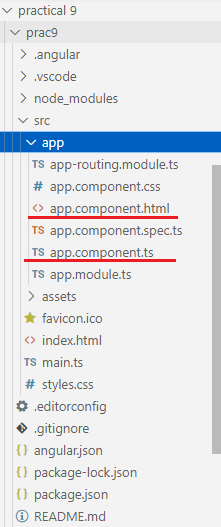 practical 9
prac9
.angular
.vscode
node_modules
src
app
TS app-routing.module.ts
# app.component.css
<> app.component.html
TS app.component.spec.ts
TS app.component.ts
TS app.module.ts
assets
favicon.ico
<> index.html
TS main.ts
# styles.css
.editorconfig
.gitignore
{} angular.json
{} package-lock.json
{} package.json
README.md